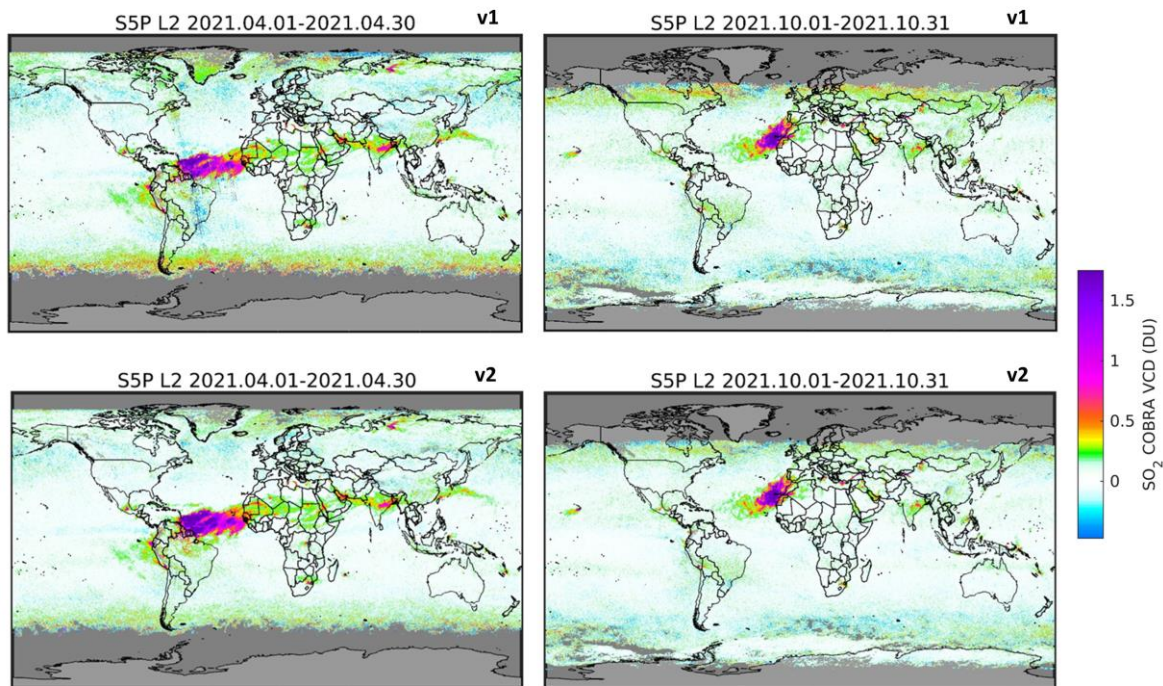 S5P L2 2021.04.01-2021.04.30 v1
S5P L2 2021.10.01-2021.10.31 v1
S5P L2 2021.04.01-2021.04.30 v2
S5P L2 2021.10.01-2021.10.31 v2
1.5
1
0.5
0
SO₂ COBRA VCD (DU)